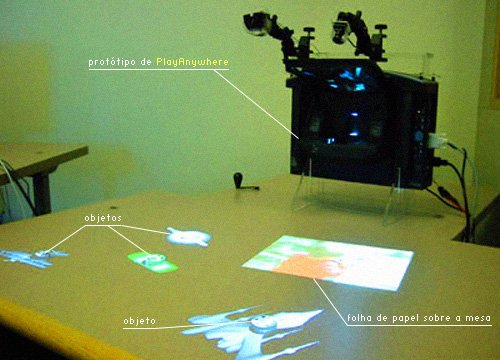 protótipo de PlayAnywhere
objetos
objeto
folha de papel sobre a mesa